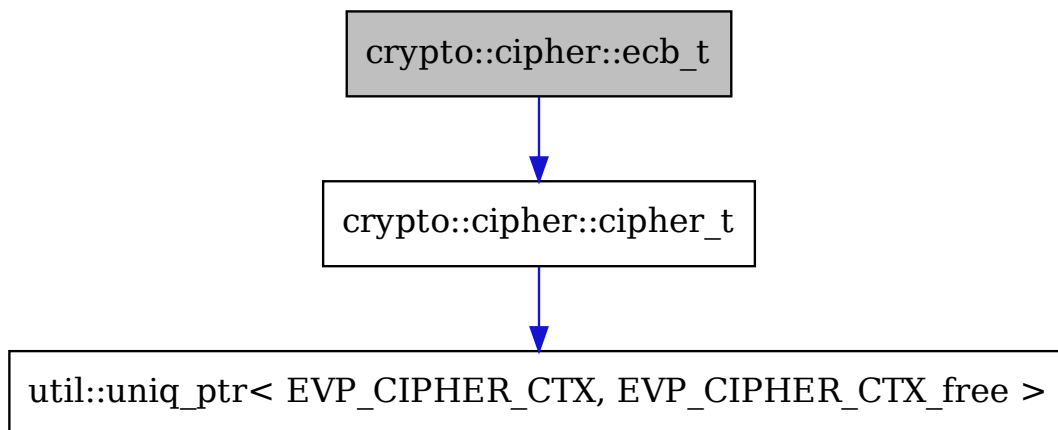 crypto::cipher::ecb_t
crypto::cipher::cipher_t
util::uniq_ptr< EVP_CIPHER_CTX, EVP_CIPHER_CTX_free >